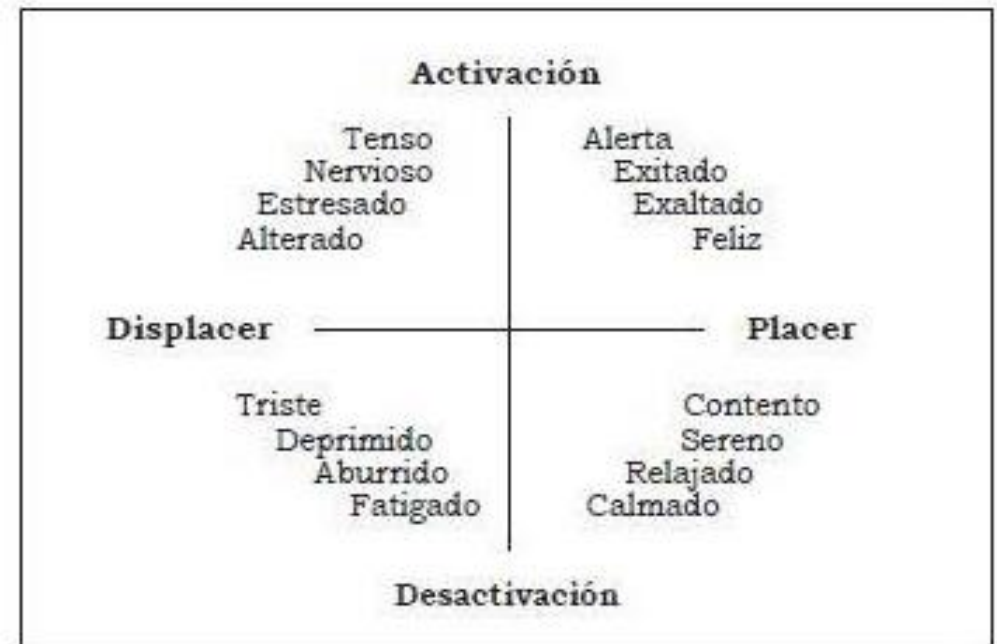 Activación
Tenso Alerta
Nervioso Exitado
Estresado Exaltado
Alterado Feliz
Displacer Placer
Triste Contento
Deprimido Sereno
Aburrido Relajado
Fatigado Calmado
Desactivación